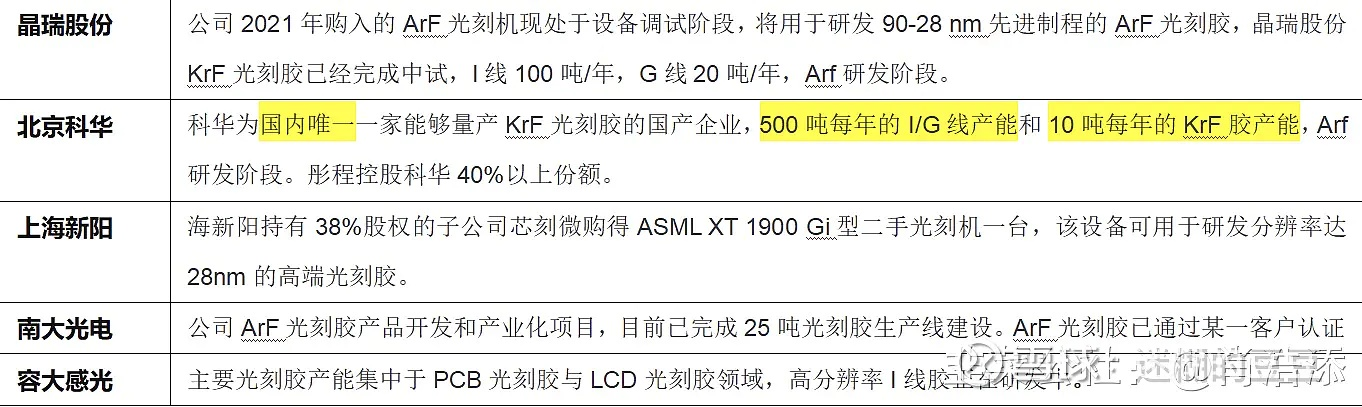 晶瑞股份
公司 2021 年购入的 ArF 光刻机现处于设备调试阶段，将用于研发 90-28 nm 先进制程的 ArF 光刻胶，晶瑞股份
KrF 光刻胶已经完成中试，I 线 100 吨/年，G 线 20 吨/年，Arf 研发阶段。
北京科华
科华为国内唯一一家能够量产 KrF 光刻胶的国产企业，500 吨每年的 I/G 线产能和 10 吨每年的 KrF 胶产能，Arf
研发阶段。彤程控股科华 40%以上份额。
上海新阳
海新阳持有 38%股权的子公司芯刻微购得 ASML XT 1900 Gi 型二手光刻机一台，该设备可用于研发分辨率达
28nm 的高端光刻胶。
南大光电
公司 ArF 光刻胶产品开发和产业化项目，目前已完成 25 吨光刻胶生产线建设。ArF 光刻胶已通过某一客户认证
容大感光
主要光刻胶产能集中于 PCB 光刻胶与 LCD 光刻胶领域，高分辨率 I 线胶正在研发中。
雪球